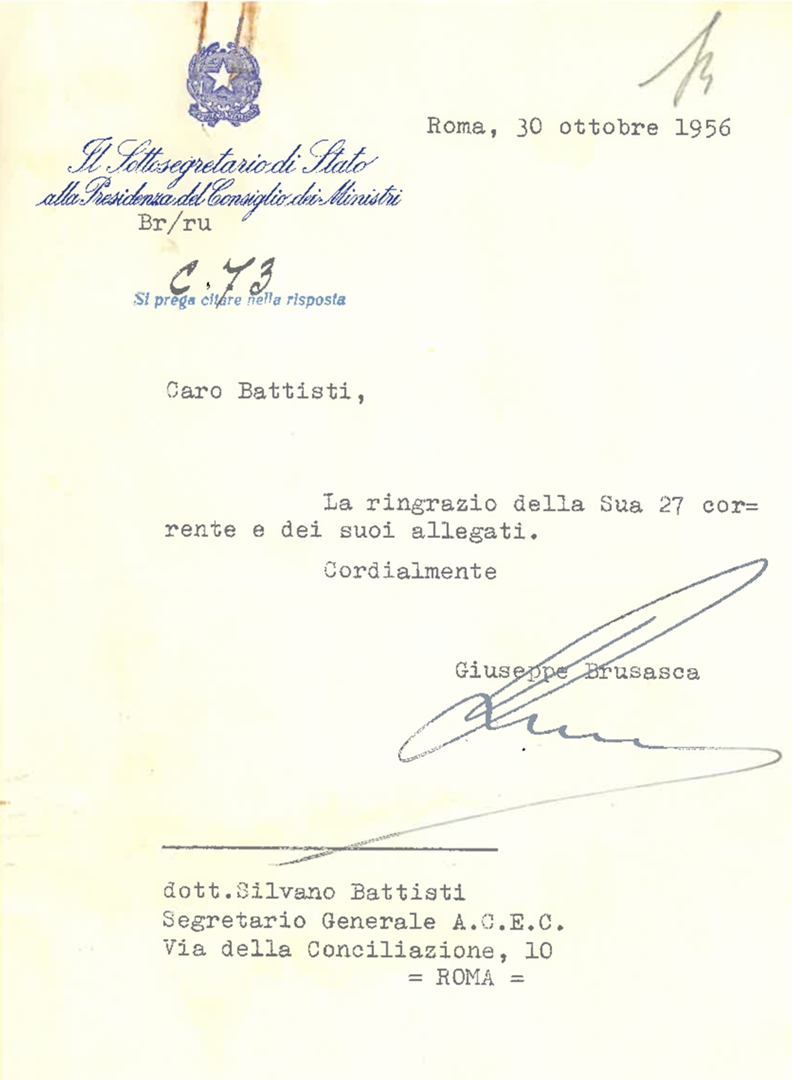 Roma, 30 ottobre 1956
Il Sottosegretario di Stato
alla Presidenza del Consiglio dei Ministri
Br/ru
C.73
Si prega citare nella risposta
Caro Battisti,
La ringrazio della Sua 27 cor=
rente e dei suoi allegati.
Cordialmente
Giuseppe Brusasca
dott.Silvano Battisti
Segretario Generale A.C.E.C.
Via della Conciliazione, 10
= ROMA =